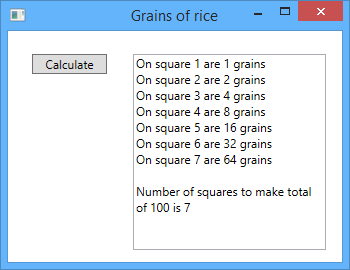 Grains of rice
Calculate
On square 1 are 1 grains
On square 2 are 2 grains
On square 3 are 4 grains
On square 4 are 8 grains
On square 5 are 16 grains
On square 6 are 32 grains
On square 7 are 64 grains
Number of squares to make total
of 100 is 7